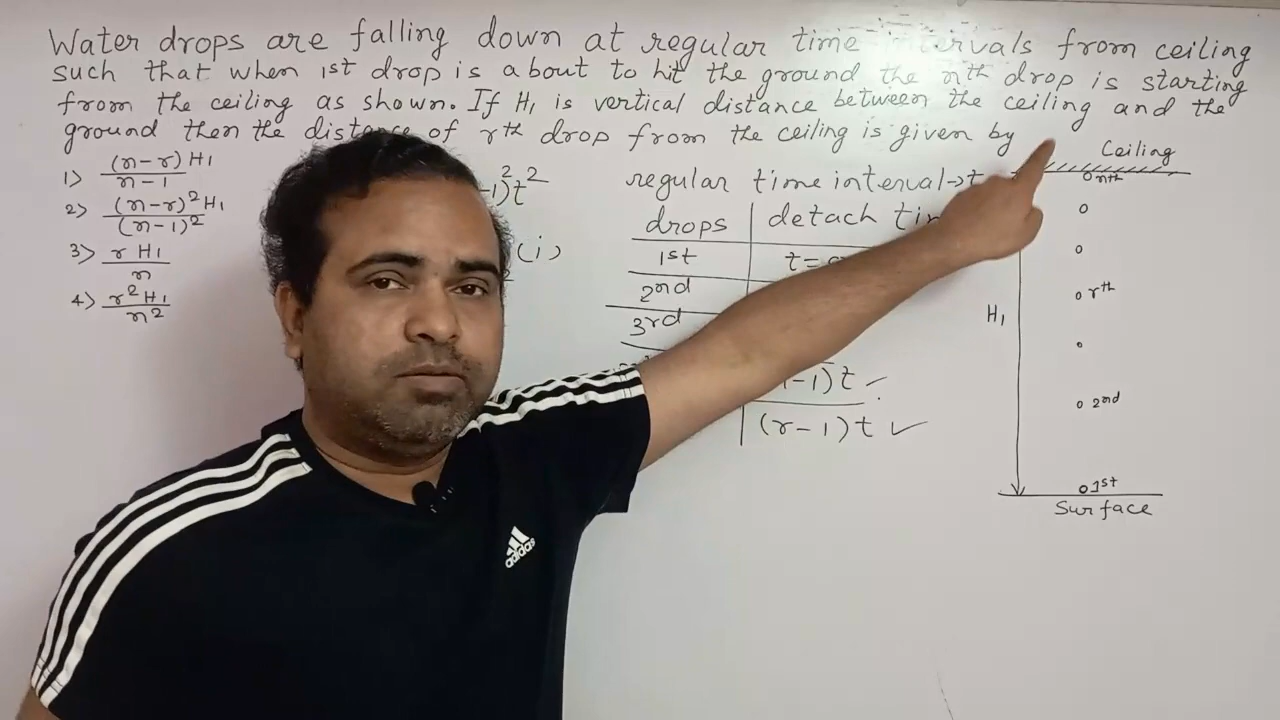 Water drops are falling down at regular time intervals from ceiling
such that when 1st drop is about to hit the ground the nth drop is starting
from the ceiling as shown. If H₁ is vertical distance between the ceiling and the
ground then the distance of rth drop from the ceiling is given by
1> (n-r)H₁ / n-1
2> (n-r)²H₁ / (n-1)²
3> rH₁ / n
4> r²H₁ / n²
-1)²t²
(i)
regular time interval→t
drops detach
1st t=
2nd
3rd
-1)t ✓
(r-1)t ✓
Ceiling
nth
rth
H₁
2nd
1st
Surface
adidas